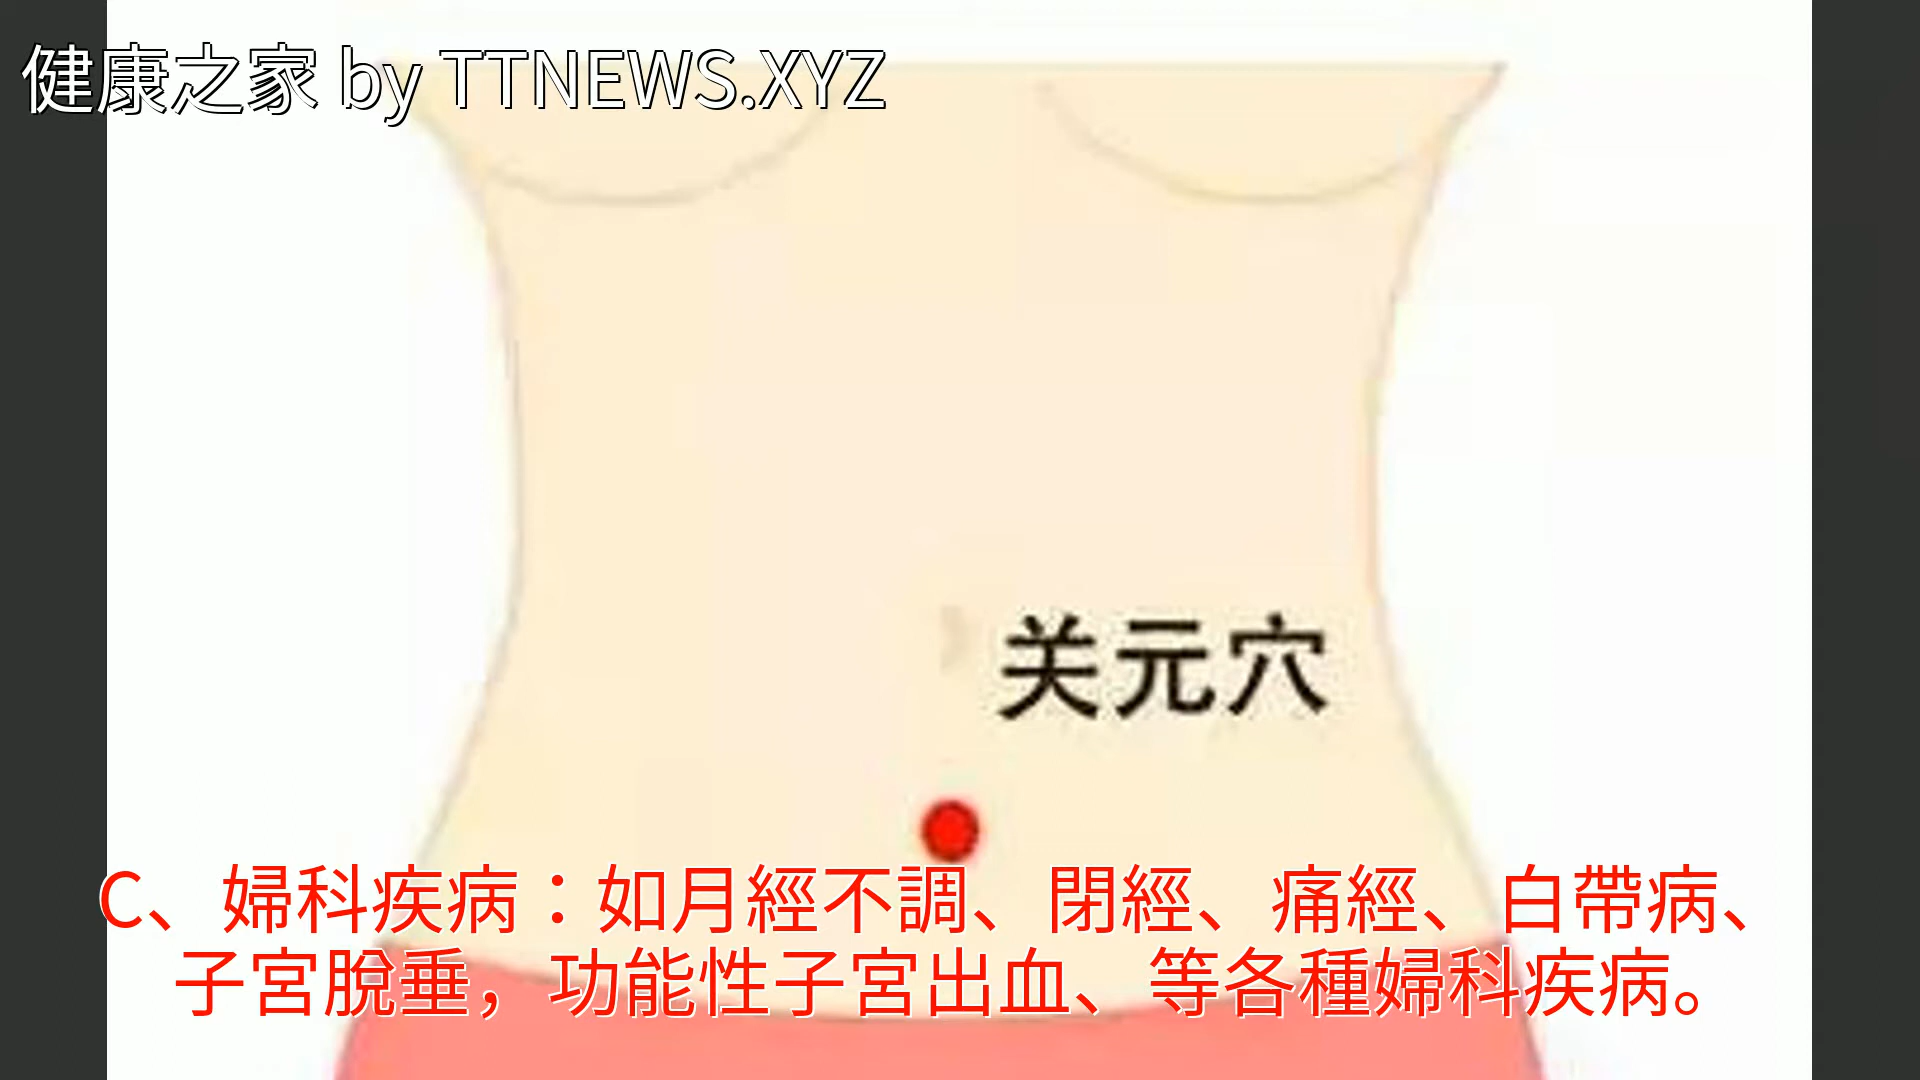 健康之家 by TTNEWS.XYZ
关元穴
C、婦科疾病：如月經不調、閉經、痛經、白帶病、
子宮脫垂，功能性子宮出血、等各種婦科疾病。